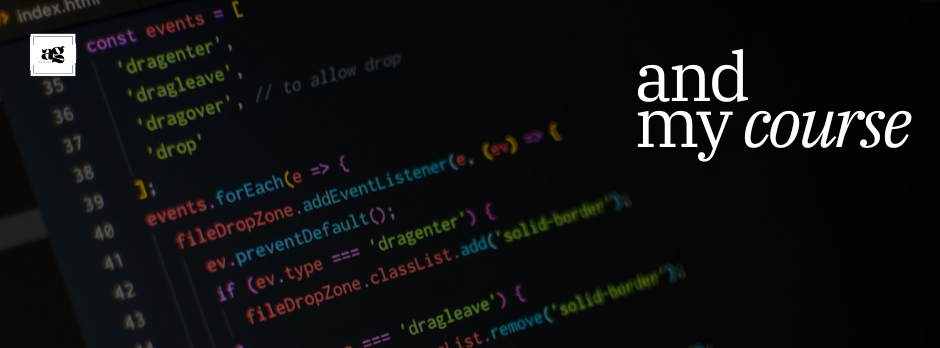 index.html
const events = [
'dragenter',
35 'dragleave',
36 'dragover', // to allow drop
37 'drop'
38 ];
39 events.forEach(e => {
40 fileDropZone.addEventListener(e, (ev) => {
41 ev.preventDefault();
42 if (ev.type === 'dragenter') {
43 fileDropZone.classList.add('solid-border');
=== 'dragleave') {
List.remove('solid-border');
ag
and
my course